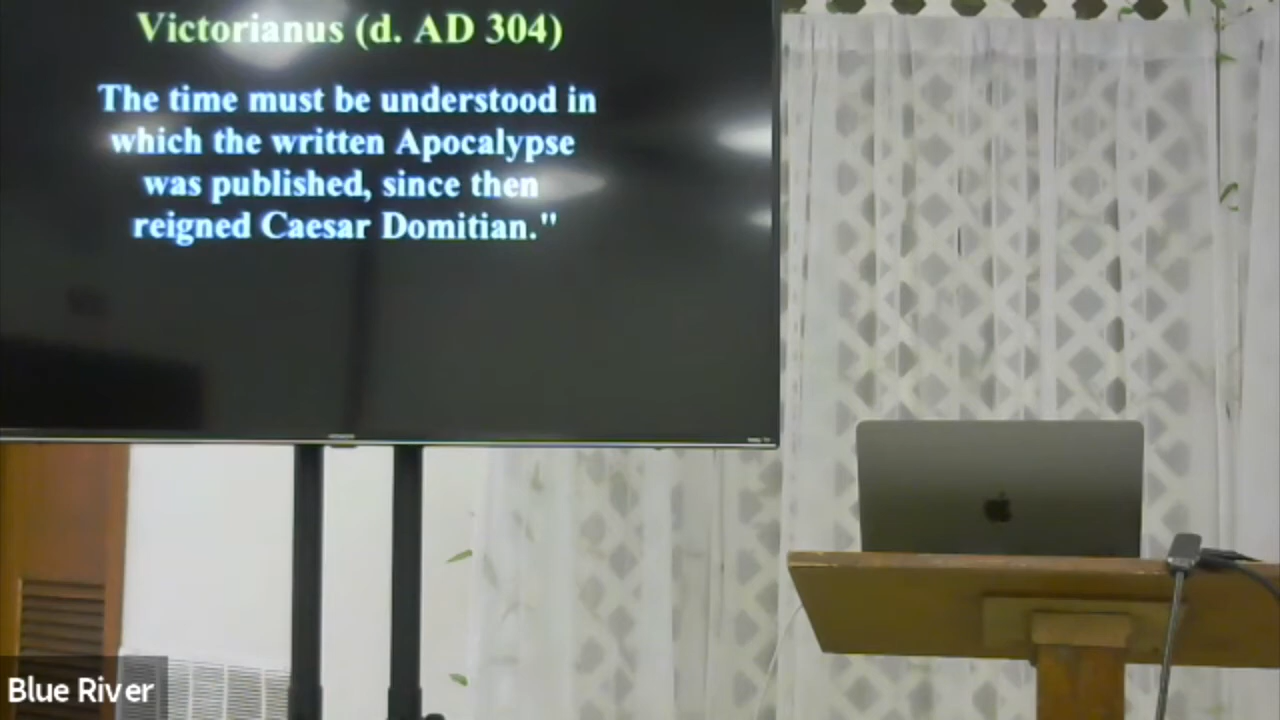 Victorianus (d. AD 304)
The time must be understood in
which the written Apocalypse
was published, since then
reigned Caesar Domitian."
Blue River